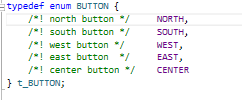 typedef enum BUTTON {
/*! north button */ NORTH,
/*! south button */ SOUTH,
/*! west button */ WEST,
/*! east button */ EAST,
/*! center button */ CENTER
} t_BUTTON;